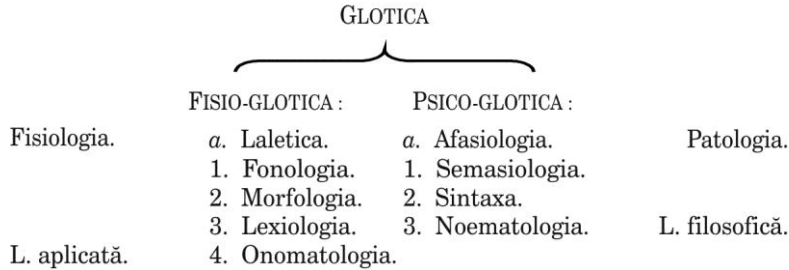 GLOTICA
FISIO-GLOTICA : PSICO-GLOTICA :
Fisiologia. a. Laletica. a. Afasiologia. Patologia.
1. Fonologia. 1. Semasiologia.
2. Morfologia. 2. Sintaxa.
3. Lexiologia. 3. Noematologia. L. filosofică.
L. aplicată. 4. Onomatologia.